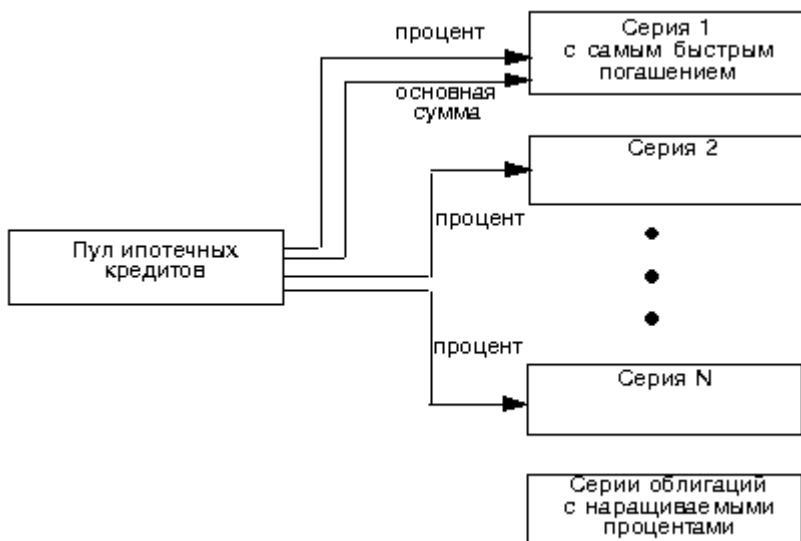 процент
Серия 1
с самым быстрым
погашением
основная
сумма
Серия 2
процент
Пул ипотечных
кредитов
процент
Серия N
Серии облигаций
с наращиваемыми
процентами